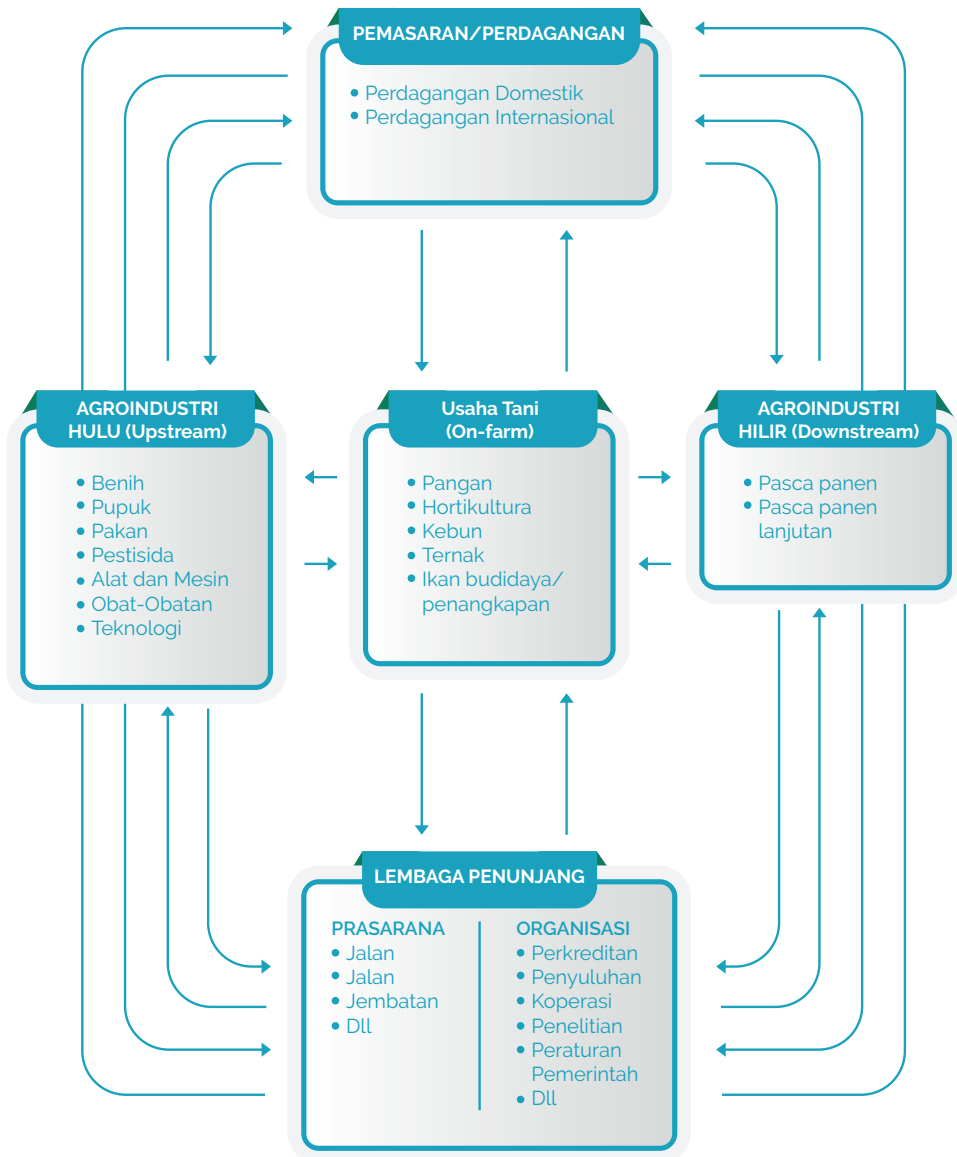 PEMASARAN/PERDAGANGAN
• Perdagangan Domestik
• Perdagangan Internasional
AGROINDUSTRI
HULU (Upstream)
• Benih
• Pupuk
• Pakan
• Pestisida
• Alat dan Mesin
• Obat-Obatan
• Teknologi
Usaha Tani
(On-farm)
• Pangan
• Hortikultura
• Kebun
• Ternak
• Ikan budidaya/
penangkapan
AGROINDUSTRI
HILIR (Downstream)
• Pasca panen
• Pasca panen
lanjutan
LEMBAGA PENUNJANG
PRASARANA
• Jalan
• Jalan
• Jembatan
• Dll
ORGANISASI
• Perkreditan
• Penyuluhan
• Koperasi
• Penelitian
• Peraturan
Pemerintah
• Dll